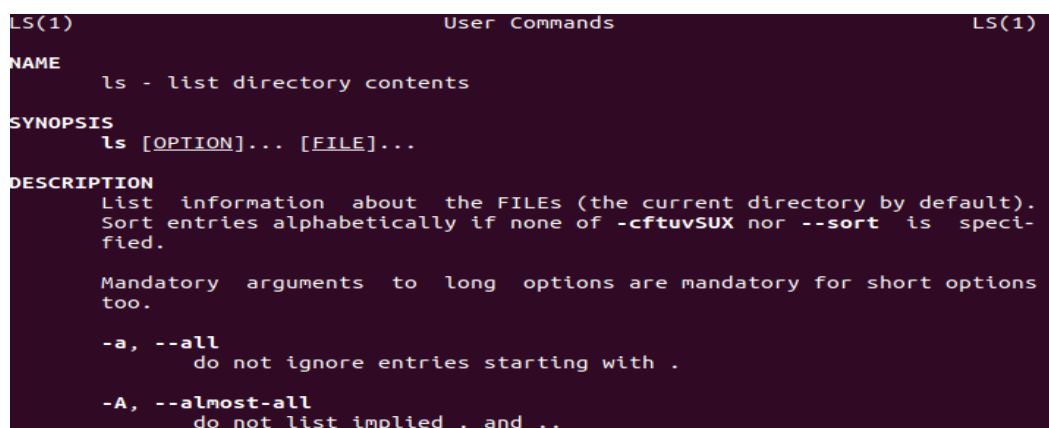 LS(1) User Commands LS(1)
NAME
ls - list directory contents
SYNOPSIS
ls [OPTION]... [FILE]...
DESCRIPTION
List information about the FILEs (the current directory by default).
Sort entries alphabetically if none of -cftuvSUX nor --sort is speci-
fied.
Mandatory arguments to long options are mandatory for short options
too.
-a, --all
do not ignore entries starting with .
-A, --almost-all
do not list implied . and ..